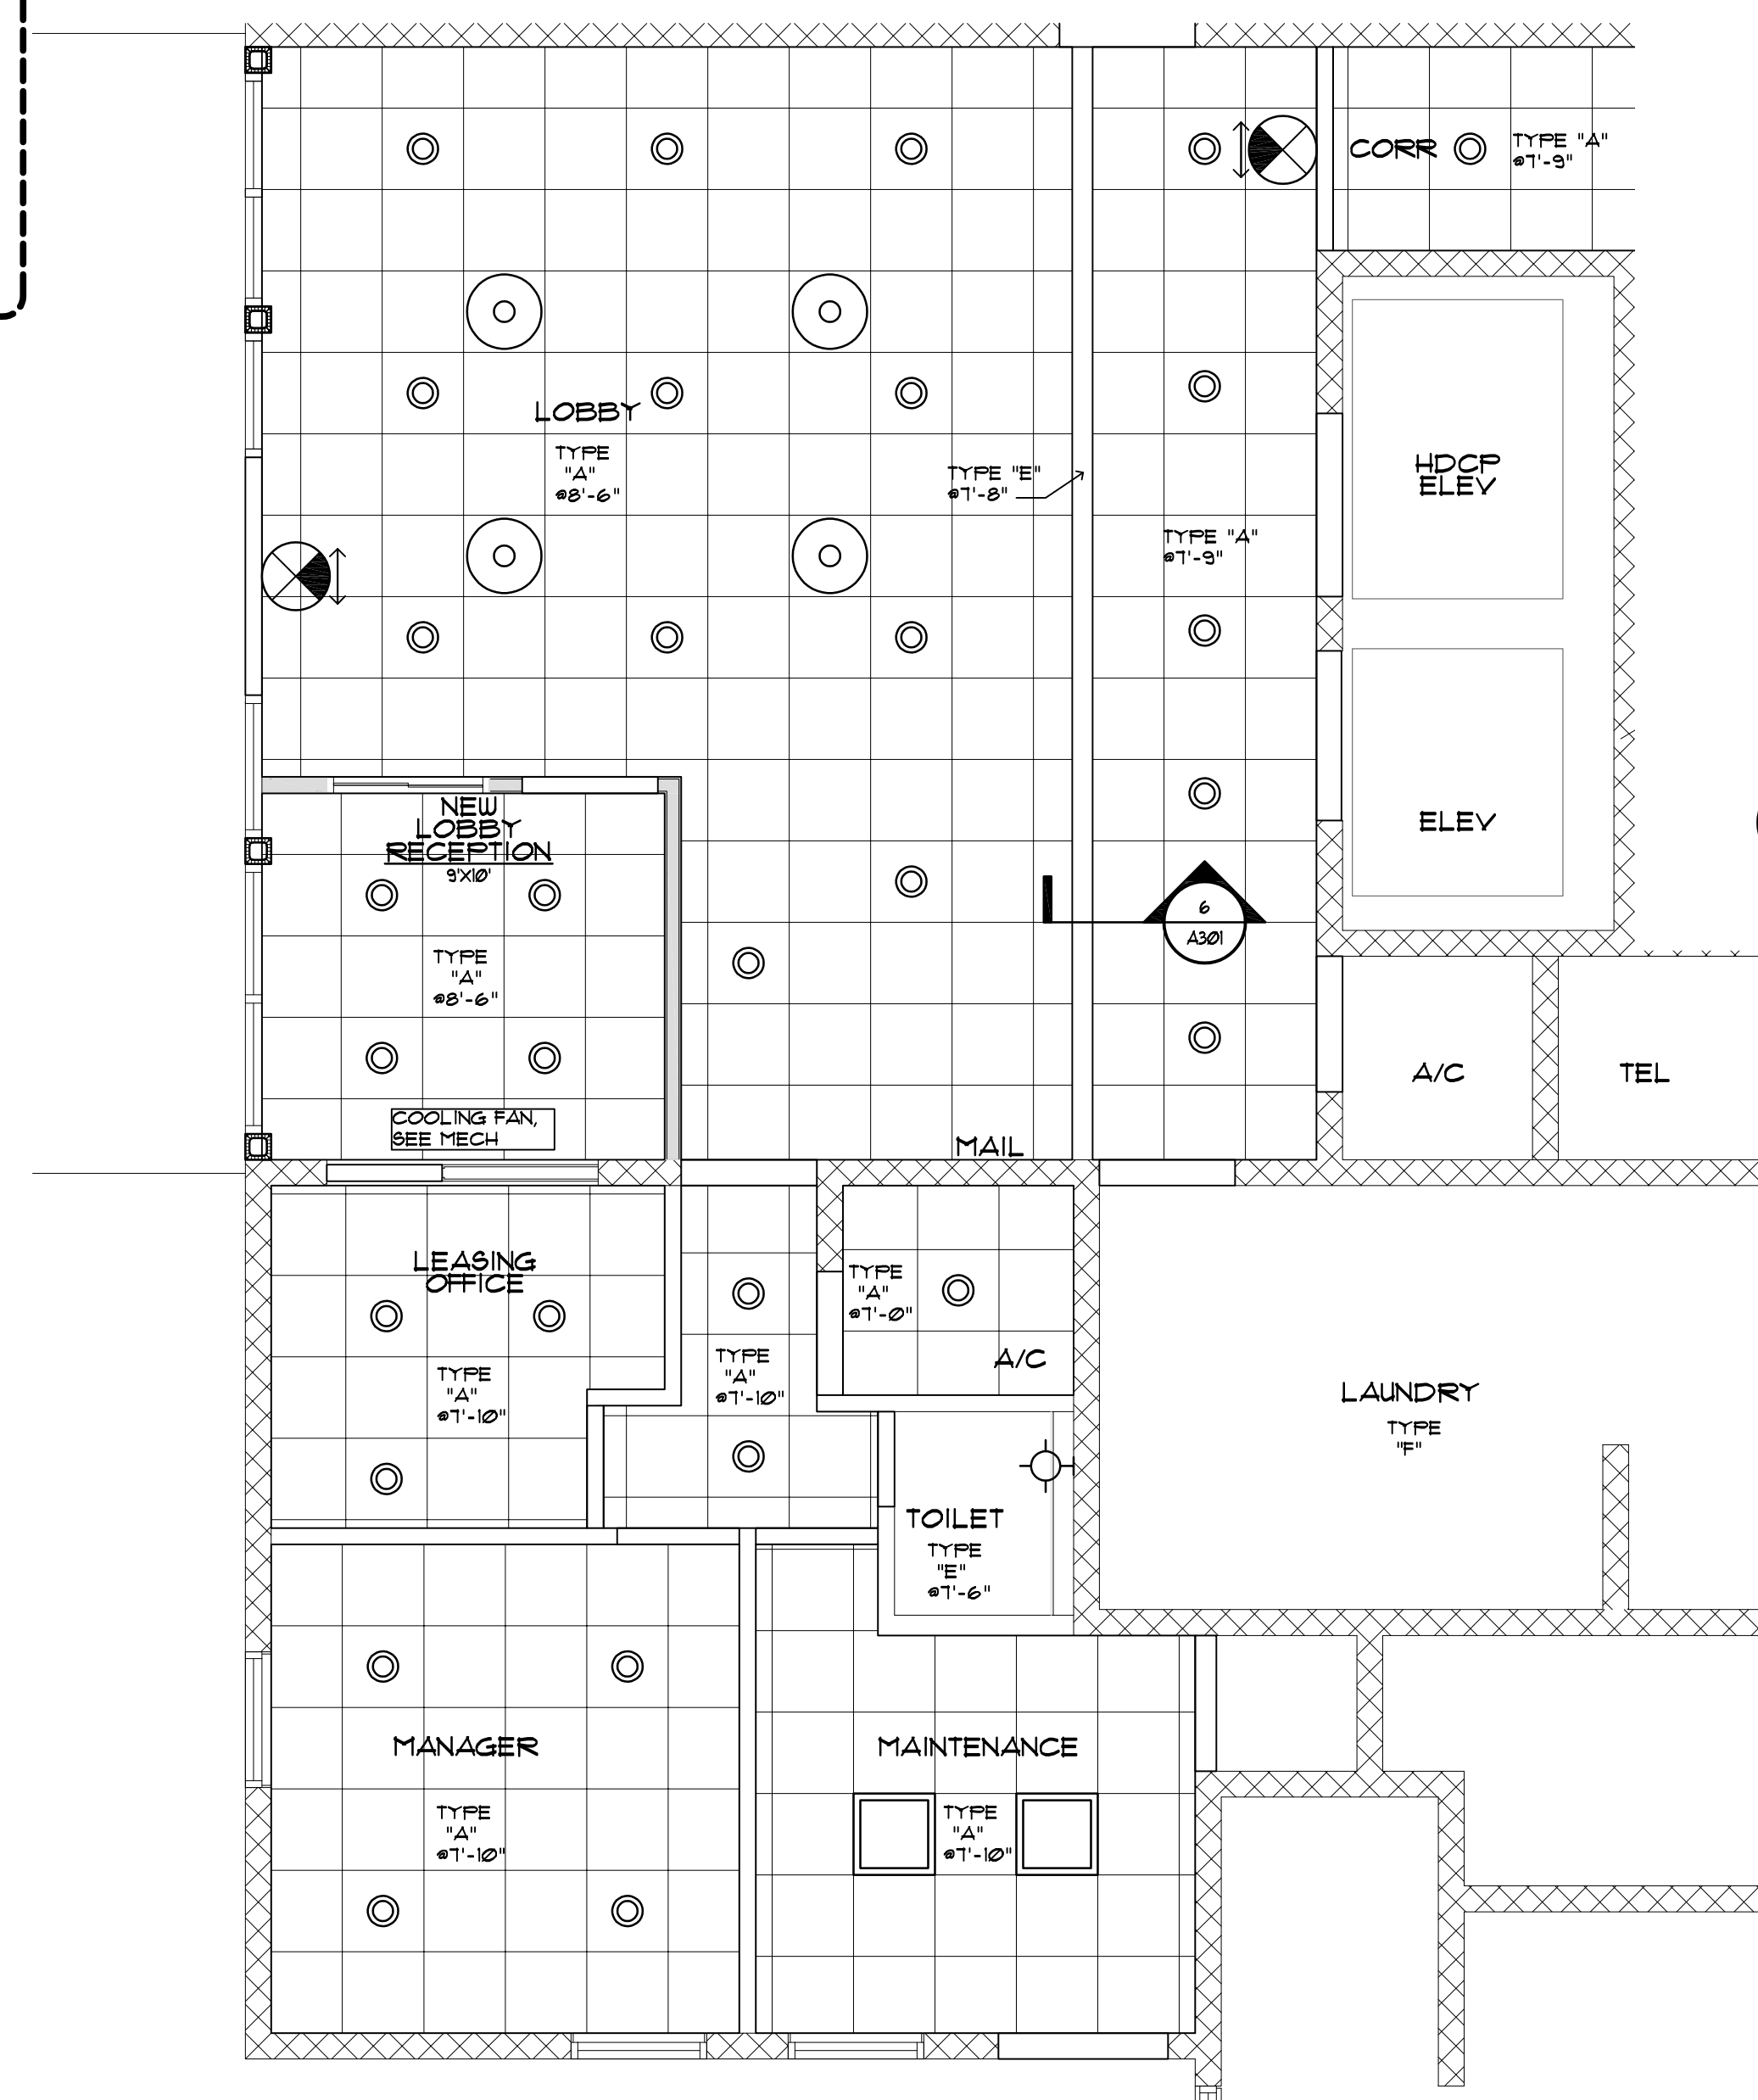 CORR
TYPE "A"
@7'-9"
LOBBY
TYPE
"A"
@8'-6"
TYPE "E"
@7'-8"
TYPE "A"
@7'-9"
HDCP
ELEV
ELEV
NEW
LOBBY
RECEPTION
9'X10'
TYPE
"A"
@8'-6"
6
A301
COOLING FAN,
SEE MECH
MAIL
A/C
TEL
LEASING
OFFICE
TYPE
"A"
@7'-10"
TYPE
"A"
@7'-10"
TYPE
"A"
@7'-0"
A/C
TOILET
TYPE
"E"
@7'-6"
LAUNDRY
TYPE
"F"
MANAGER
TYPE
"A"
@7'-10"
MAINTENANCE
TYPE
"A"
@7'-10"